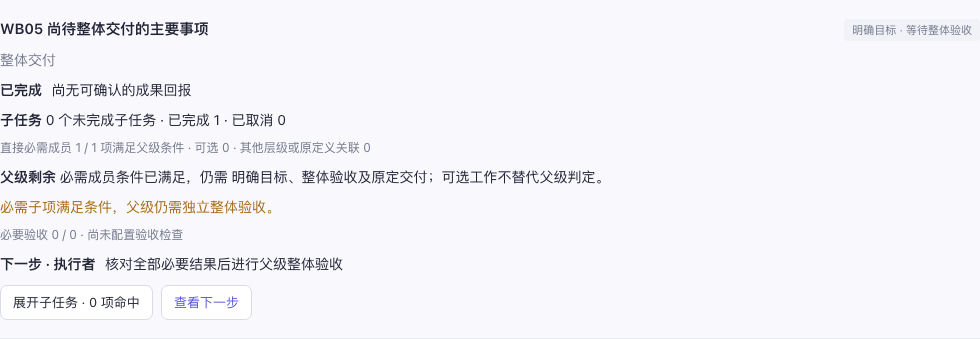 WB05 尚待整体交付的主要事项
明确目标 · 等待整体验收
整体交付
已完成 尚无可确认的成果回报
子任务 0 个未完成子任务 · 已完成 1 · 已取消 0
直接必需成员 1 / 1 项满足父级条件 · 可选 0 · 其他层级或原定义关联 0
父级剩余 必需成员条件已满足，仍需 明确目标、整体验收及原定交付；可选工作不替代父级判定。
必需子项满足条件，父级仍需独立整体验收。
必要验收 0 / 0 · 尚未配置验收检查
下一步 · 执行者 核对全部必要结果后进行父级整体验收
展开子任务 · 0 项命中
查看下一步